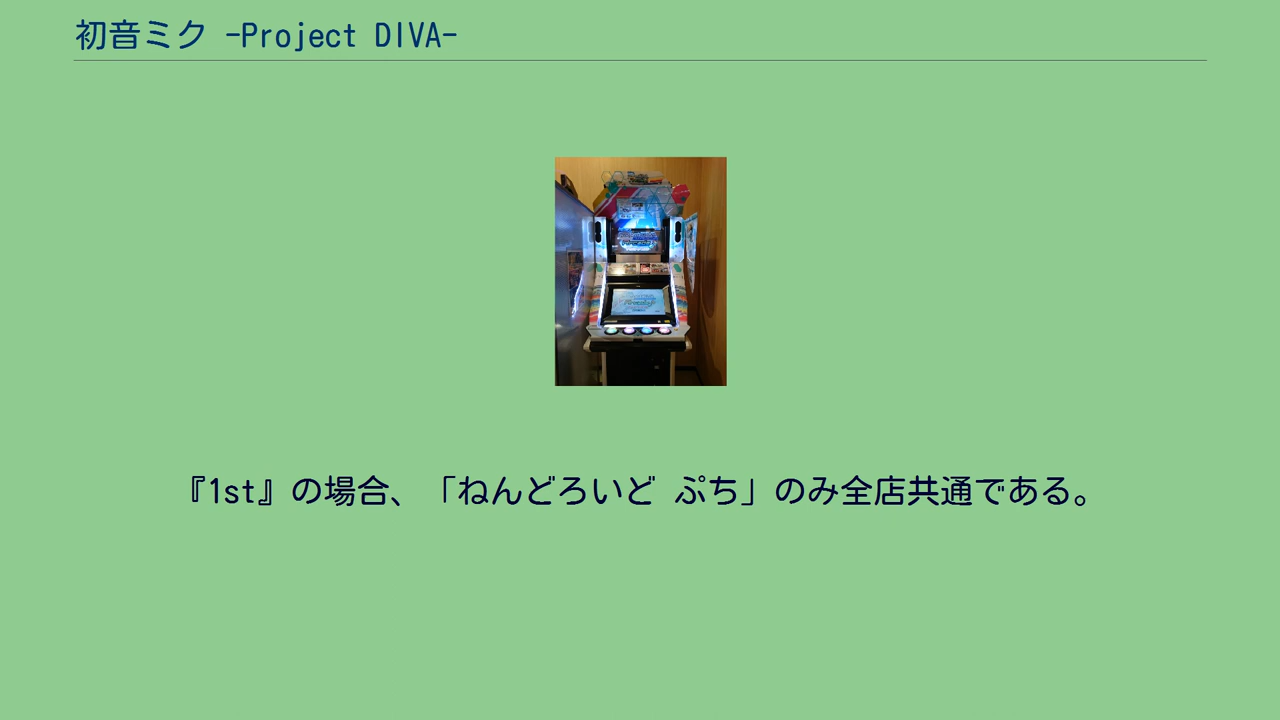 初音ミク -Project DIVA-
『1st』の場合、「ねんどろいど ぷち」のみ全店共通である。